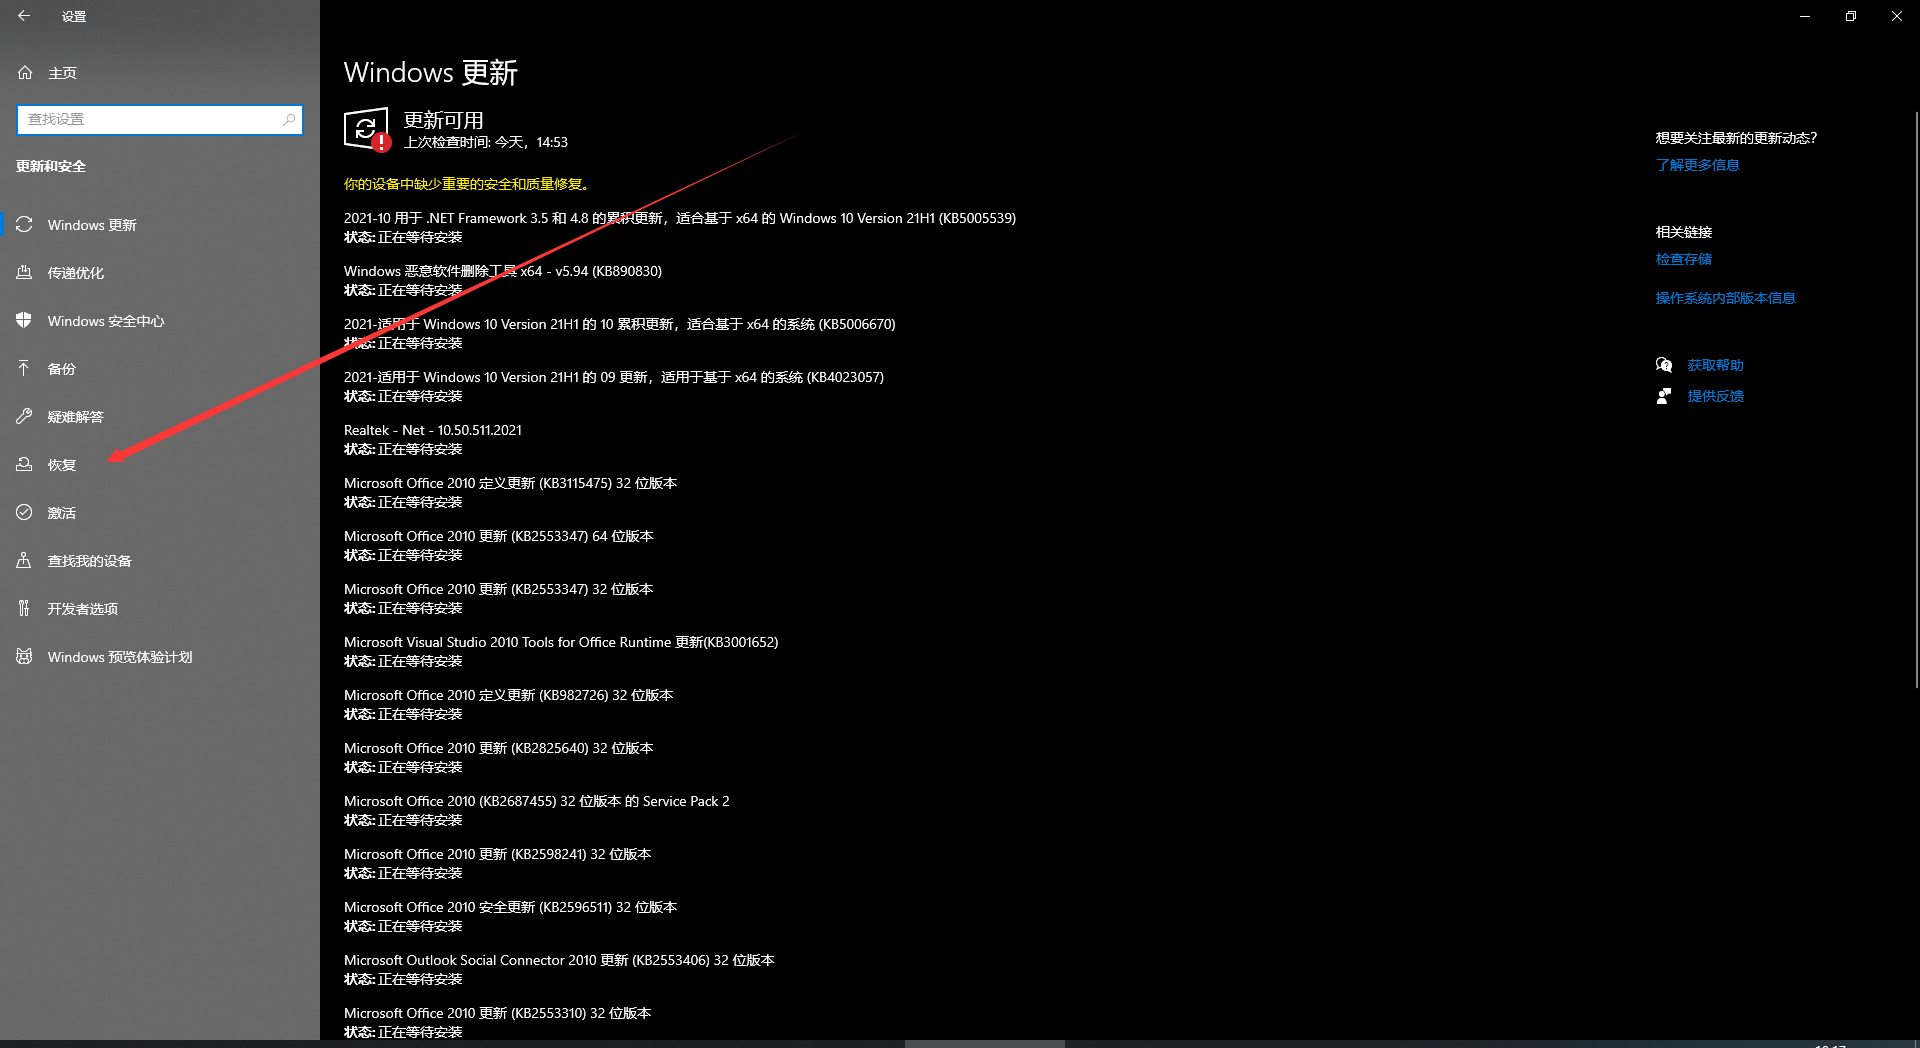 设置
主页
查找设置
更新和安全
Windows 更新
传递优化
Windows 安全中心
备份
疑难解答
恢复
激活
查找我的设备
开发者选项
Windows 预览体验计划
Windows 更新
更新可用
上次检查时间: 今天，14:53
你的设备中缺少重要的安全和质量修复。
2021-10 用于 .NET Framework 3.5 和 4.8 的累积更新，适合基于 x64 的 Windows 10 Version 21H1 (KB5005539)
状态: 正在等待安装
Windows 恶意软件删除工具 x64 - v5.94 (KB890830)
状态: 正在等待安装
2021-适用于 Windows 10 Version 21H1 的 10 累积更新，适合基于 x64 的系统 (KB5006670)
状态: 正在等待安装
2021-适用于 Windows 10 Version 21H1 的 09 更新，适用于基于 x64 的系统 (KB4023057)
状态: 正在等待安装
Realtek - Net - 10.50.511.2021
状态: 正在等待安装
Microsoft Office 2010 定义更新 (KB3115475) 32 位版本
状态: 正在等待安装
Microsoft Office 2010 更新 (KB2553347) 64 位版本
状态: 正在等待安装
Microsoft Office 2010 更新 (KB2553347) 32 位版本
状态: 正在等待安装
Microsoft Visual Studio 2010 Tools for Office Runtime 更新(KB3001652)
状态: 正在等待安装
Microsoft Office 2010 定义更新 (KB982726) 32 位版本
状态: 正在等待安装
Microsoft Office 2010 更新 (KB2825640) 32 位版本
状态: 正在等待安装
Microsoft Office 2010 (KB2687455) 32 位版本 的 Service Pack 2
状态: 正在等待安装
Microsoft Office 2010 更新 (KB2598241) 32 位版本
状态: 正在等待安装
Microsoft Office 2010 安全更新 (KB2596511) 32 位版本
状态: 正在等待安装
Microsoft Outlook Social Connector 2010 更新 (KB2553406) 32 位版本
状态: 正在等待安装
Microsoft Office 2010 更新 (KB2553310) 32 位版本
状态: 正在等待安装
想要关注最新的更新动态?
了解更多信息
相关链接
检查存储
操作系统内部版本信息
获取帮助
提供反馈